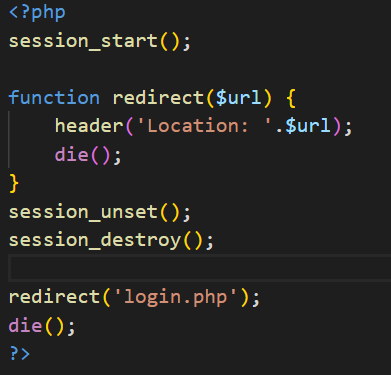 <?php
session_start();
function redirect($url) {
header('Location: '.$url);
die();
}
session_unset();
session_destroy();
redirect('login.php');
die();
?>